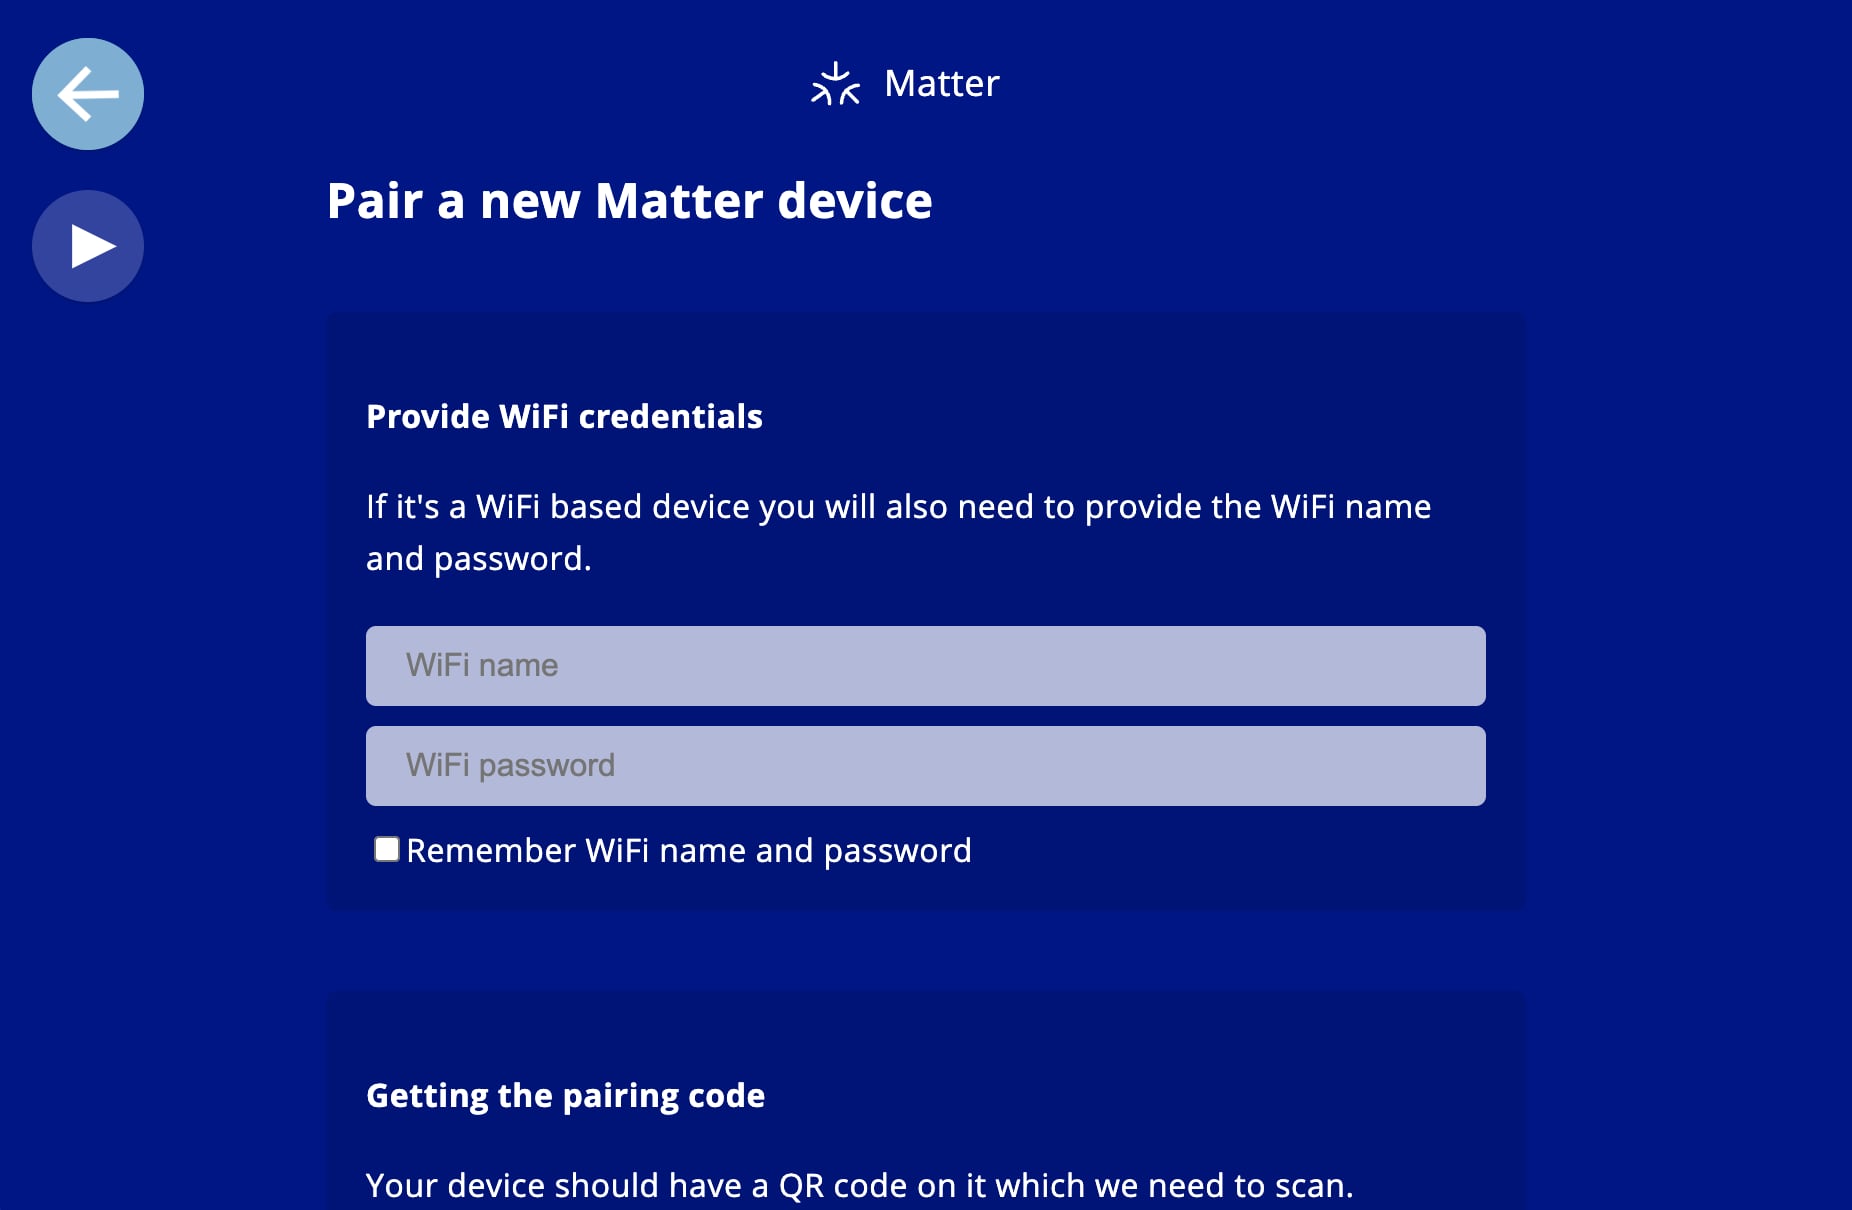 Matter
Pair a new Matter device
Provide WiFi credentials
If it's a WiFi based device you will also need to provide the WiFi name
and password.
WiFi name
WiFi password
Remember WiFi name and password
Getting the pairing code
Your device should have a QR code on it which we need to scan.